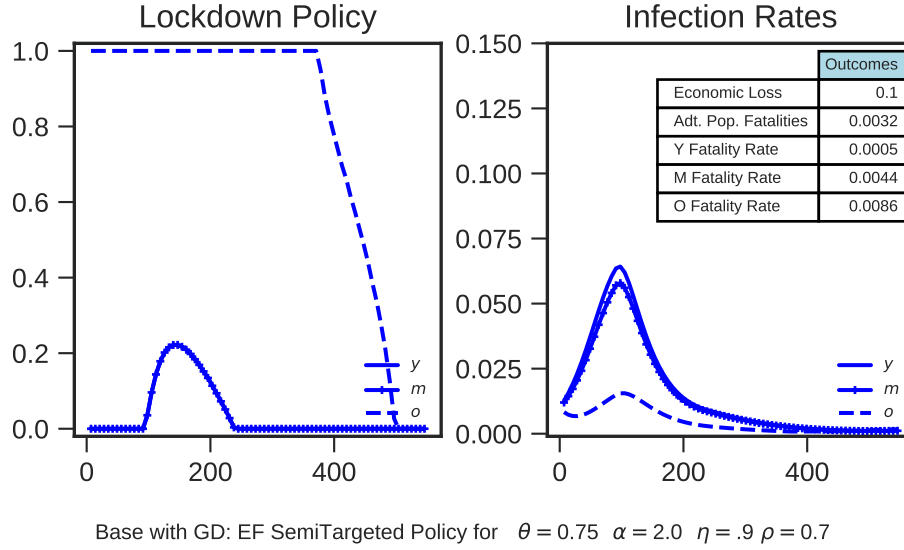 Lockdown Policy
1.0
0.8
0.6
0.4
0.2
0.0
0 200 400
y
m
o
Infection Rates
0.150
0.125
0.100
0.075
0.050
0.025
0.000
0 200 400
Outcomes
Economic Loss 0.1
Adt. Pop. Fatalities 0.0032
Y Fatality Rate 0.0005
M Fatality Rate 0.0044
O Fatality Rate 0.0086
y
m
o
Base with GD: EF SemiTargeted Policy for θ = 0.75 α = 2.0 η = .9 ρ = 0.7